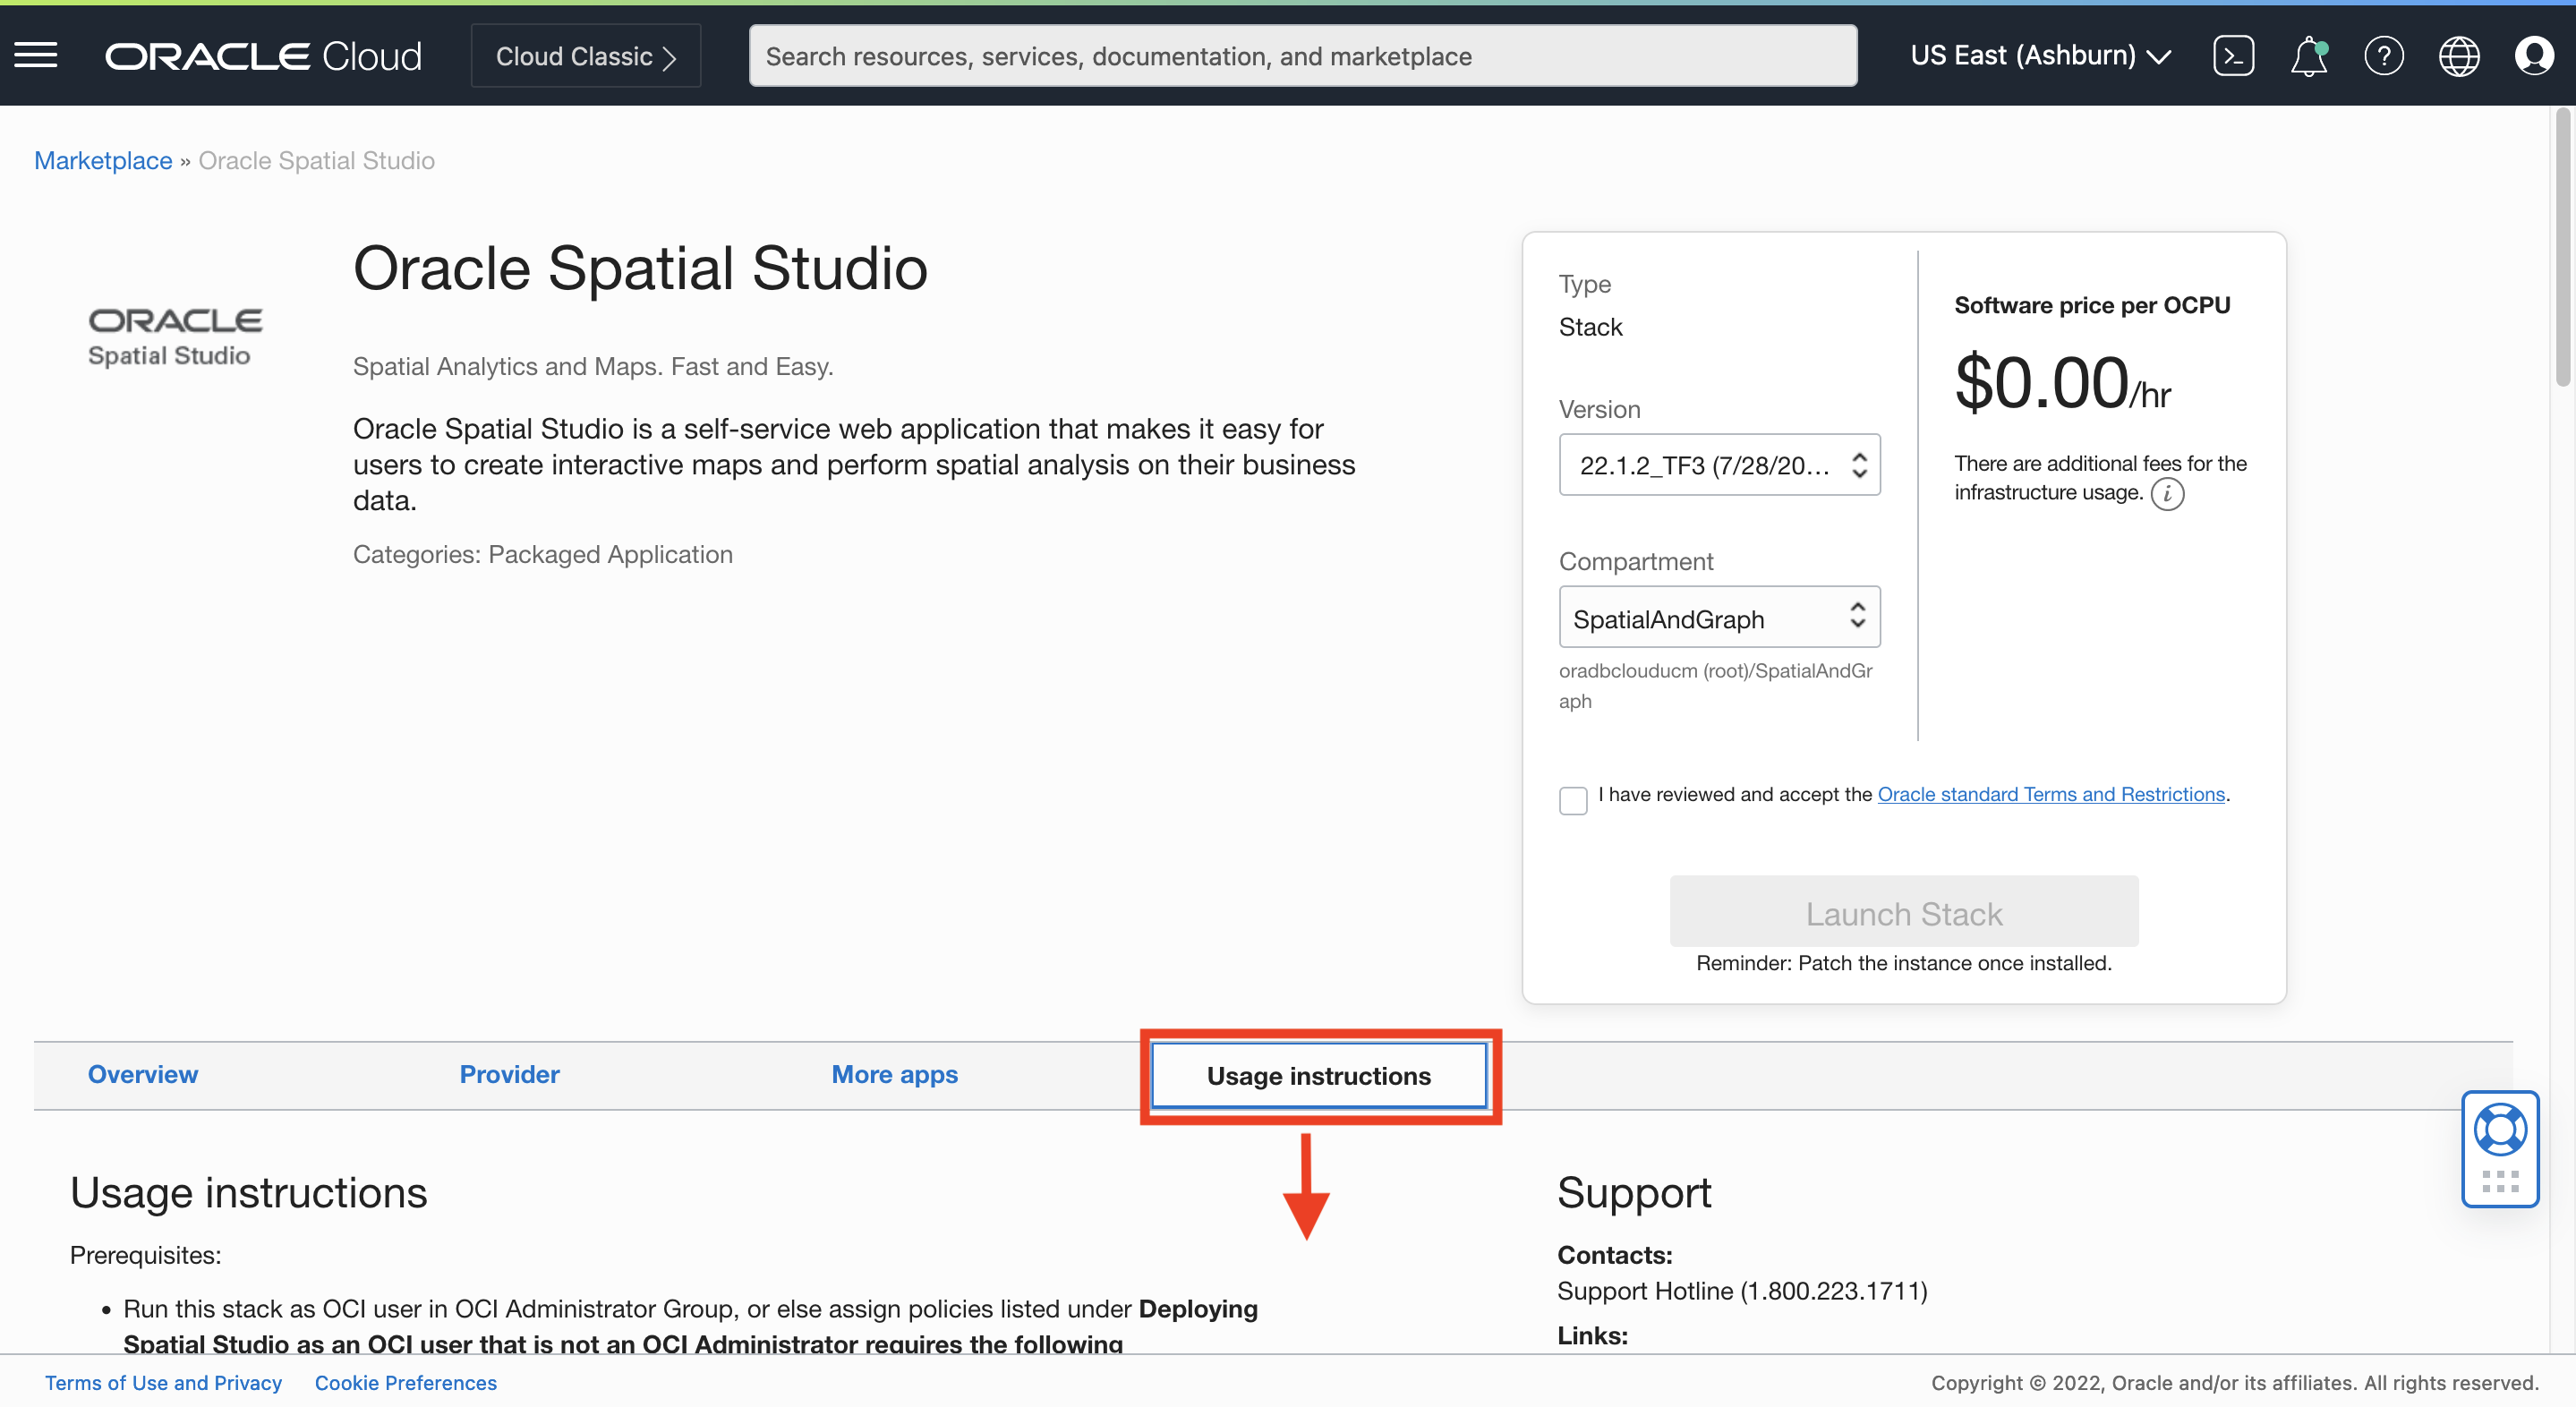 ORACLE Cloud
Cloud Classic
Search resources, services, documentation, and marketplace
US East (Ashburn)
Marketplace » Oracle Spatial Studio
ORACLE
Spatial Studio
Oracle Spatial Studio
Spatial Analytics and Maps. Fast and Easy.
Oracle Spatial Studio is a self-service web application that makes it easy for
users to create interactive maps and perform spatial analysis on their business
data.
Categories: Packaged Application
Type
Stack
Version
22.1.2_TF3 (7/28/20...
Compartment
SpatialAndGraph
oradbclouducm (root)/SpatialAndGr
aph
Software price per OCPU
$0.00/hr
There are additional fees for the
infrastructure usage.
I have reviewed and accept the Oracle standard Terms and Restrictions.
Launch Stack
Reminder: Patch the instance once installed.
Overview
Provider
More apps
Usage instructions
Usage instructions
Prerequisites:
• Run this stack as OCI user in OCI Administrator Group, or else assign policies listed under Deploying
Spatial Studio as an OCI user that is not an OCI Administrator requires the following
Support
Contacts:
Support Hotline (1.800.223.1711)
Links:
Terms of Use and Privacy
Cookie Preferences
Copyright © 2022, Oracle and/or its affiliates. All rights reserved.